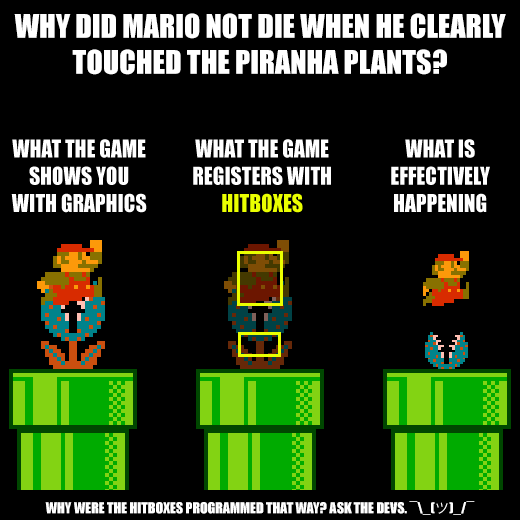 WHY DID MARIO NOT DIE WHEN HE CLEARLY
TOUCHED THE PIRANHA PLANTS?
WHAT THE GAME
SHOWS YOU
WITH GRAPHICS
WHAT THE GAME
REGISTERS WITH
HITBOXES
WHAT IS
EFFECTIVELY
HAPPENING
WHY WERE THE HITBOXES PROGRAMMED THAT WAY? ASK THE DEVS. ¯\_(ツ)_/¯